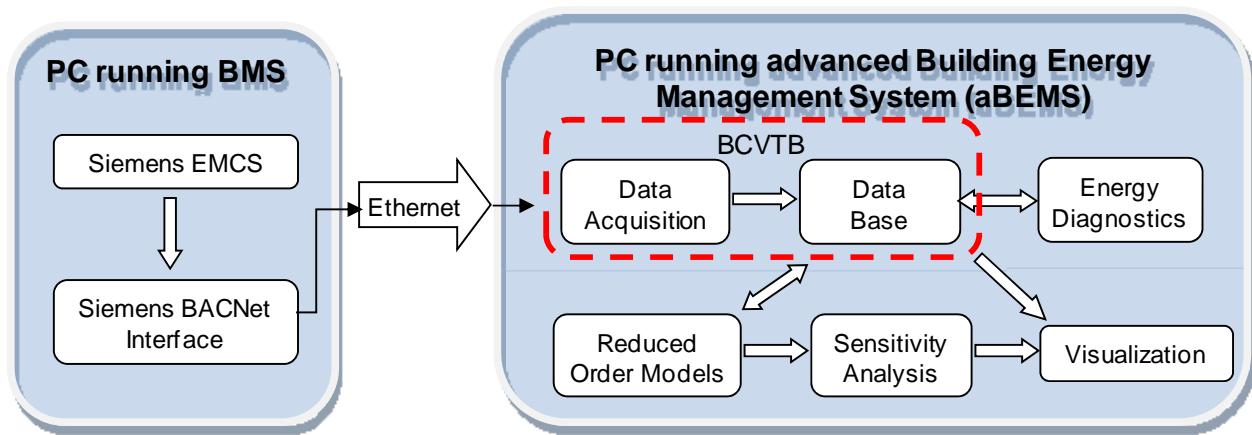 PC running BMS
Siemens EMCS
Siemens BACNet
Interface
Ethernet
PC running advanced Building Energy
Management System (aBEMS)
BCVTB
Data
Acquisition
Data
Base
Energy
Diagnostics
Reduced
Order Models
Sensitivity
Analysis
Visualization